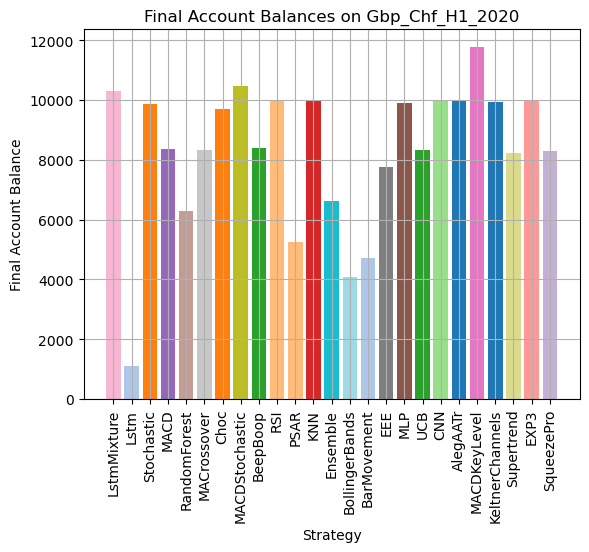 Final Account Balances on Gbp_Chf_H1_2020
Final Account Balance
12000
10000
8000
6000
4000
2000
0
LstmMixture
Lstm
Stochastic
MACD
RandomForest
MACrossover
Choc
MACDStochastic
BeepBoop
RSI
PSAR
KNN
Ensemble
BollingerBands
BarMovement
EEE
MLP
UCB
CNN
AlegAATr
MACDKeyLevel
KeltnerChannels
Supertrend
EXP3
SqueezePro
Strategy